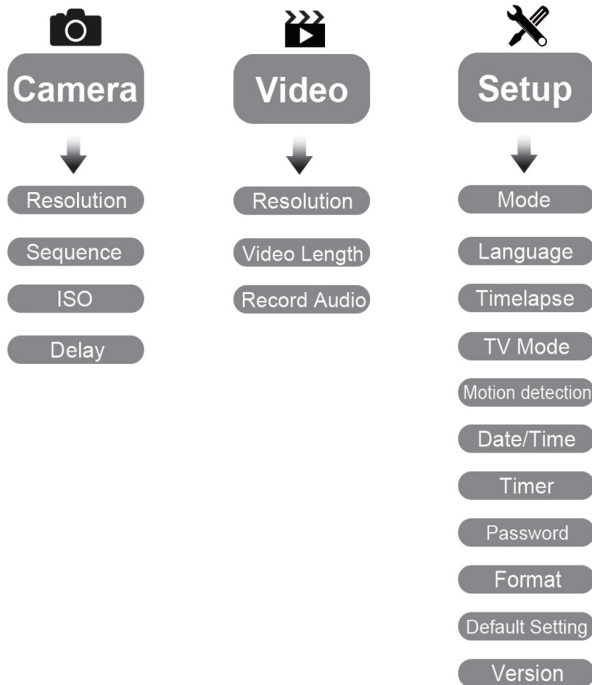 Camera
Resolution
Sequence
ISO
Delay
Video
Resolution
Video Length
Record Audio
Setup
Mode
Language
Timelapse
TV Mode
Motion detection
Date/Time
Timer
Password
Format
Default Setting
Version